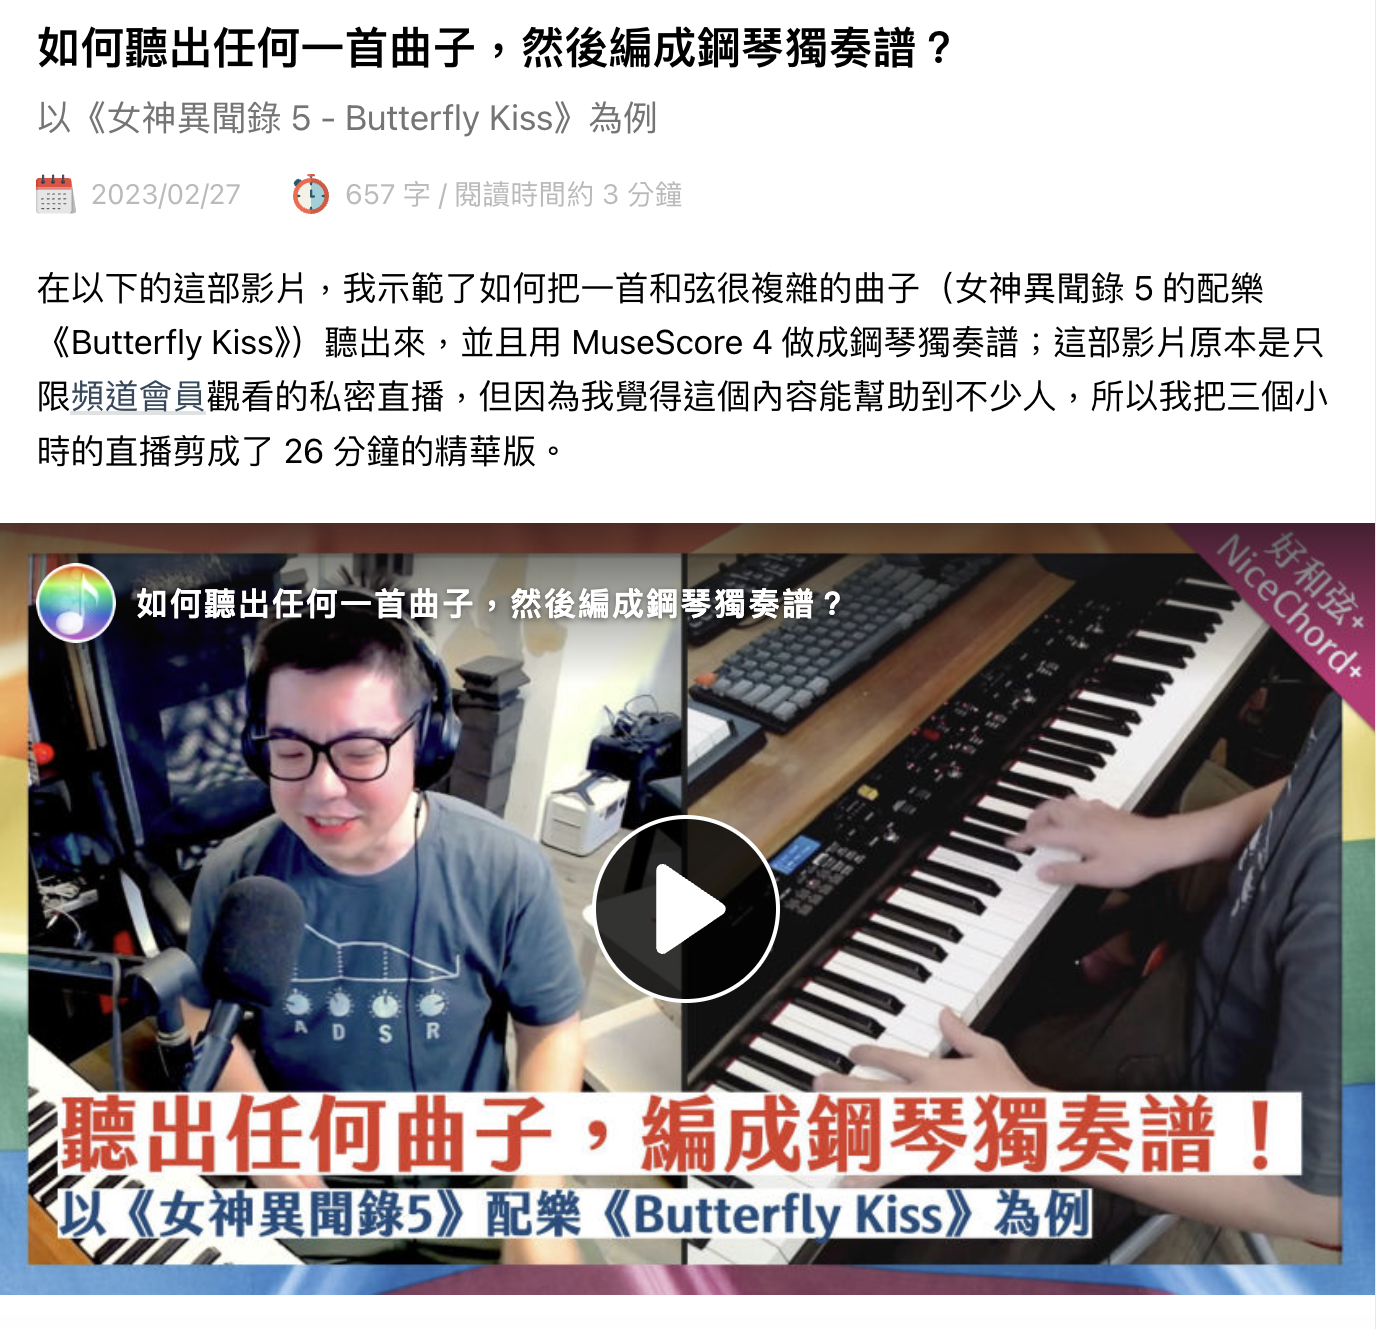 如何聽出任何一首曲子，然後編成鋼琴獨奏譜？
以《女神異聞錄 5 - Butterfly Kiss》為例
2023/02/27 657 字 / 閱讀時間約 3 分鐘
在以下的這部影片，我示範了如何把一首和弦很複雜的曲子（女神異聞錄 5 的配樂
《Butterfly Kiss》）聽出來，並且用 MuseScore 4 做成鋼琴獨奏譜；這部影片原本是只
限頻道會員觀看的私密直播，但因為我覺得這個內容能幫助到不少人，所以我把三個小
時的直播剪成了 26 分鐘的精華版。
如何聽出任何一首曲子，然後編成鋼琴獨奏譜？
好和弦+
NiceChord+
A D S R
聽出任何曲子，編成鋼琴獨奏譜！
以《女神異聞錄5》配樂《Butterfly Kiss》為例